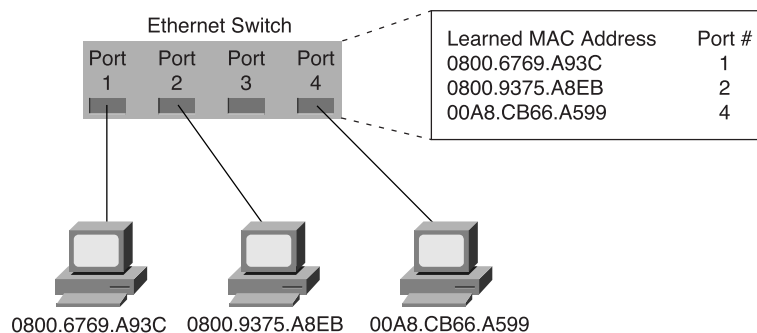 Ethernet Switch
Port 1
Port 2
Port 3
Port 4
Learned MAC Address Port #
0800.6769.A93C 1
0800.9375.A8EB 2
00A8.CB66.A599 4
0800.6769.A93C
0800.9375.A8EB
00A8.CB66.A599